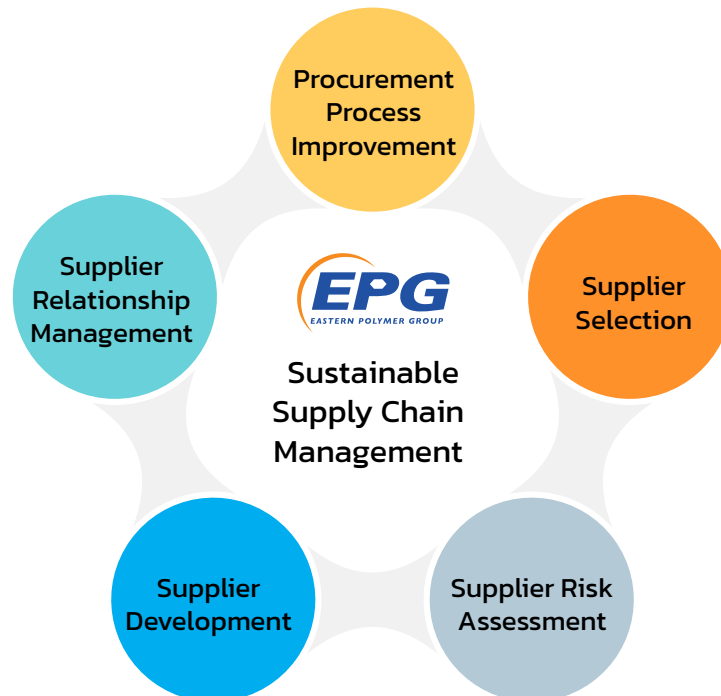 Procurement
Process
Improvement
Supplier
Relationship
Management
EPG
EASTERN POLYMER GROUP
Supplier
Selection
Sustainable
Supply Chain
Management
Supplier
Development
Supplier Risk
Assessment